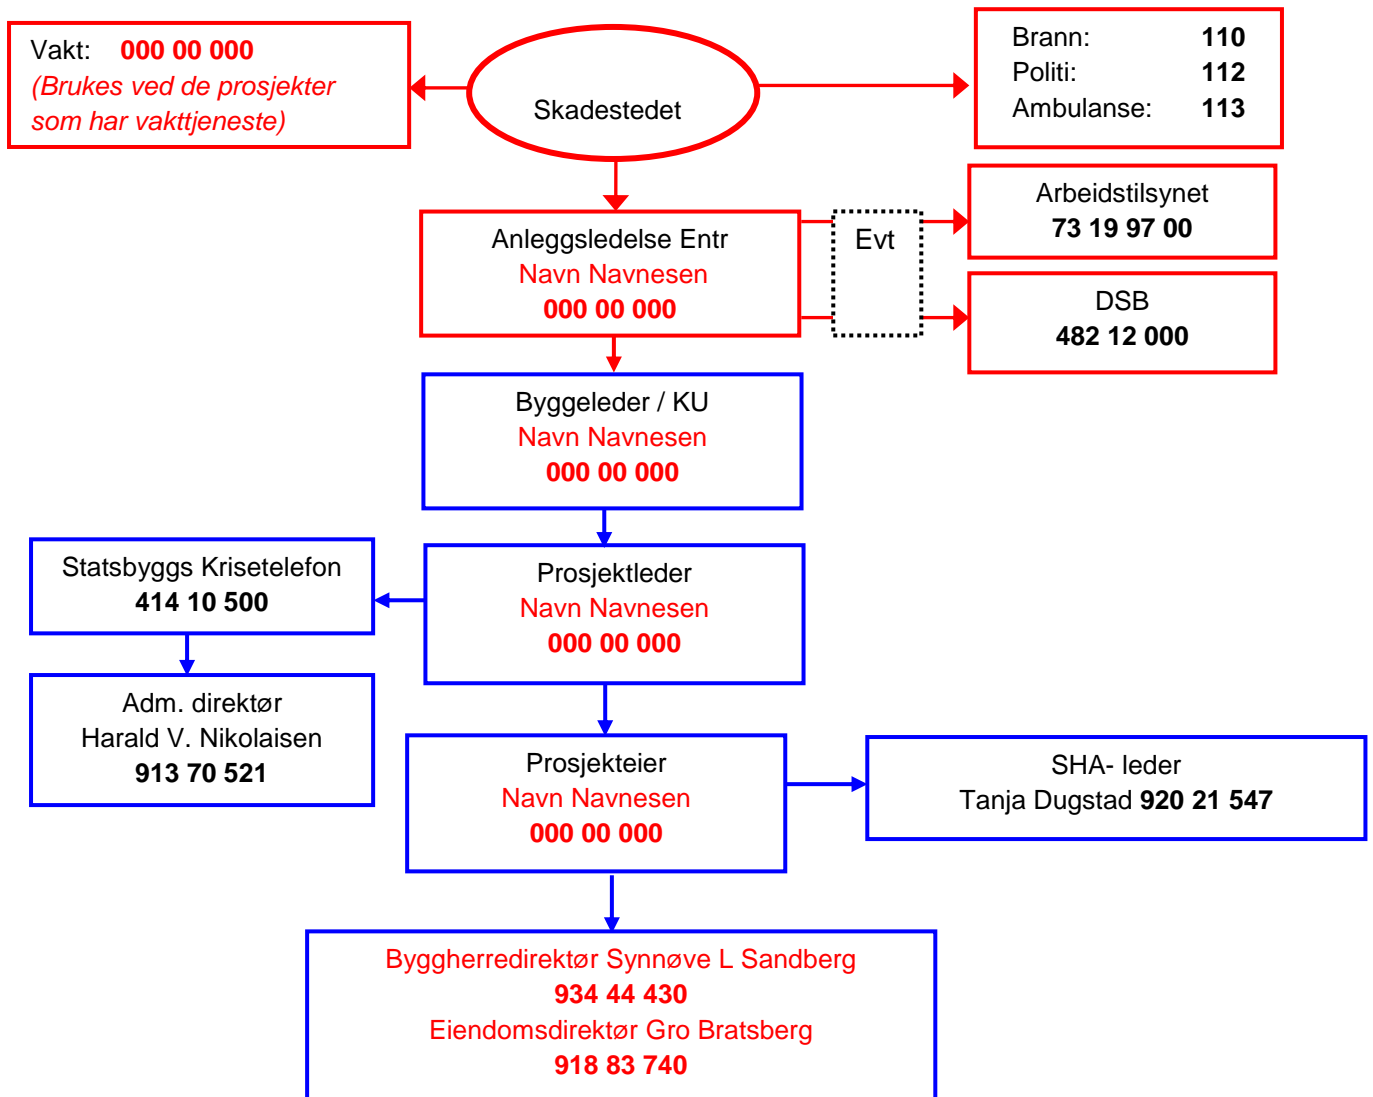 Vakt: 000 00 000
(Brukes ved de prosjekter
som har vakttjeneste)
Skadestedet
Brann: 110
Politi: 112
Ambulanse: 113
Anleggsledelse Entr
Navn Navnesen
000 00 000
Evt
Arbeidstilsynet
73 19 97 00
DSB
482 12 000
Byggeleder / KU
Navn Navnesen
000 00 000
Statsbyggs Krisetelefon
414 10 500
Prosjektleder
Navn Navnesen
000 00 000
Adm. direktør
Harald V. Nikolaisen
913 70 521
Prosjekteier
Navn Navnesen
000 00 000
SHA- leder
Tanja Dugstad 920 21 547
Byggherredirektør Synnøve L Sandberg
934 44 430
Eiendomsdirektør Gro Bratsberg
918 83 740